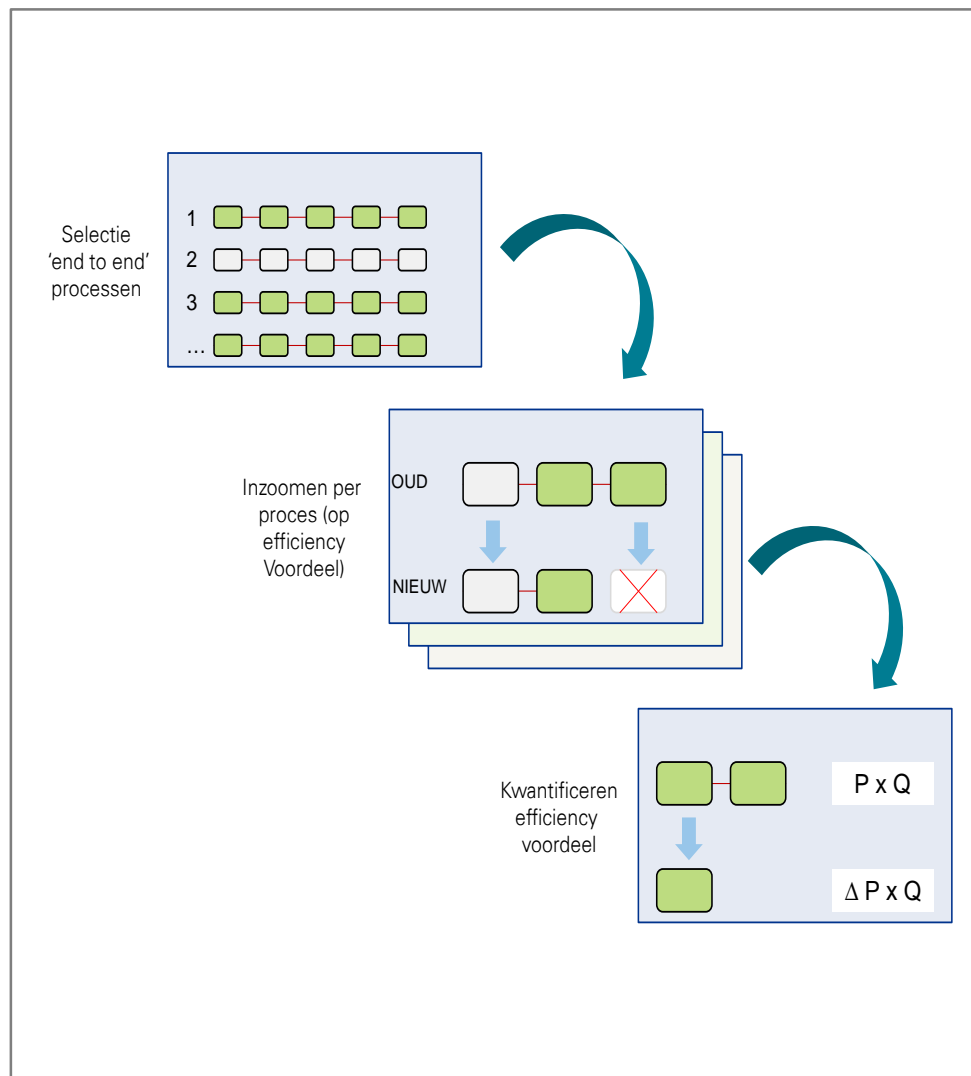 Selectie
‘end to end’
processen
1
2
3
...
Inzoomen per
proces (op
efficiency
Voordeel)
OUD
NIEUW
Kwantificeren
efficiency
voordeel
P x Q
Δ P x Q